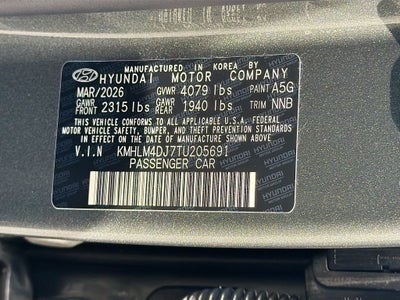 MANUFACTURED IN KOREA BY
HYUNDAI MOTOR COMPANY
MAR/2026 GVWR 4079 lbs PAINT A5G
GAWR FRONT 2315 lbs GAWR REAR 1940 lbs TRIM NNB
THIS VEHICLE CONFORMS TO ALL APPLICABLE U.S.A. FEDERAL
MOTOR VEHICLE SAFETY, BUMPER, AND THEFT PREVENTION STANDARDS
IN EFFECT ON THE DATE OF MANUFACTURE SHOWN ABOVE.
V.I.N KMHLM4DJ7TU205691
PASSENGER CAR